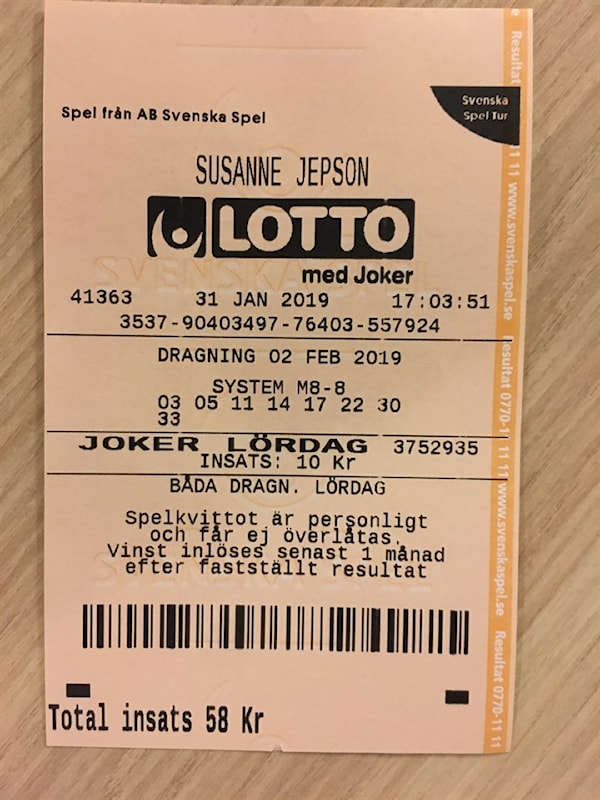 Spel från AB Svenska Spel
Svenska
Spel Tur
SUSANNE JEPSON
LOTTO
med Joker
41363 31 JAN 2019 17:03:51
3537-90403497-76403-557924
DRAGNING 02 FEB 2019
SYSTEM M8-8
03 05 11 14 17 22 30
33
JOKER LÖRDAG 3752935
INSATS: 10 Kr
BÅDA DRAGN. LÖRDAG
Spelkvittot är personligt
och får ej överlåtas.
Vinst inlöses senast 1 månad
efter fastställt resultat
Total insats 58 Kr
Resultat
11 11 www.svenskaspel.se
Resultat 0770-11 11 11 www.svenskaspel.se
Resultat 0770-11 11
SVENSKA SPEL